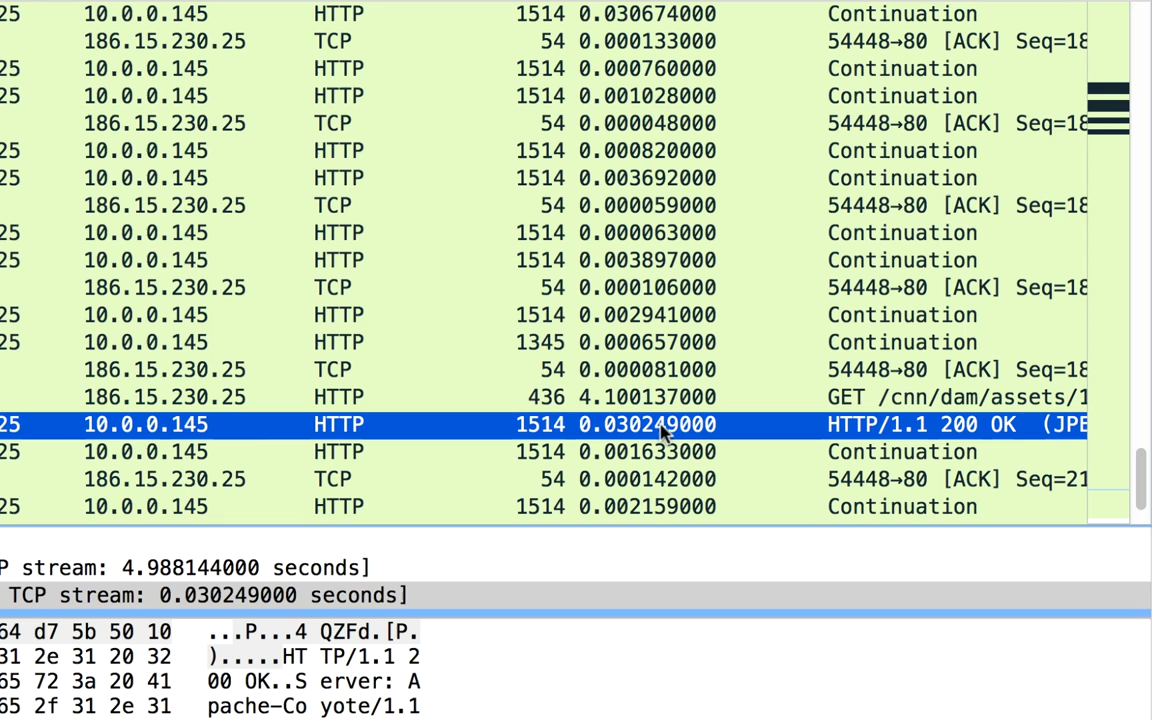 25 10.0.0.145 HTTP 1514 0.030674000 Continuation
186.15.230.25 TCP 54 0.000133000 54448→80 [ACK] Seq=18
25 10.0.0.145 HTTP 1514 0.000760000 Continuation
25 10.0.0.145 HTTP 1514 0.001028000 Continuation
186.15.230.25 TCP 54 0.000048000 54448→80 [ACK] Seq=18
25 10.0.0.145 HTTP 1514 0.000820000 Continuation
25 10.0.0.145 HTTP 1514 0.003692000 Continuation
186.15.230.25 TCP 54 0.000059000 54448→80 [ACK] Seq=18
25 10.0.0.145 HTTP 1514 0.000063000 Continuation
25 10.0.0.145 HTTP 1514 0.003897000 Continuation
186.15.230.25 TCP 54 0.000106000 54448→80 [ACK] Seq=18
25 10.0.0.145 HTTP 1514 0.002941000 Continuation
25 10.0.0.145 HTTP 1345 0.000657000 Continuation
186.15.230.25 TCP 54 0.000081000 54448→80 [ACK] Seq=18
186.15.230.25 HTTP 436 4.100137000 GET /cnn/dam/assets/1
25 10.0.0.145 HTTP 1514 0.030249000 HTTP/1.1 200 OK (JPE
25 10.0.0.145 HTTP 1514 0.001633000 Continuation
186.15.230.25 TCP 54 0.000142000 54448→80 [ACK] Seq=21
25 10.0.0.145 HTTP 1514 0.002159000 Continuation
P stream: 4.988144000 seconds]
TCP stream: 0.030249000 seconds]
64 d7 5b 50 10 ...P...4 QZFd.[P.
31 2e 31 20 32 ).....HT TP/1.1 2
65 72 3a 20 41 00 OK..S erver: A
65 2f 31 2e 31 pache-Co yote/1.1